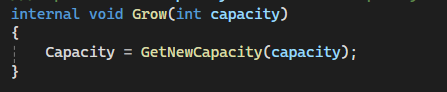 internal void Grow(int capacity)
{
    Capacity = GetNewCapacity(capacity);
}